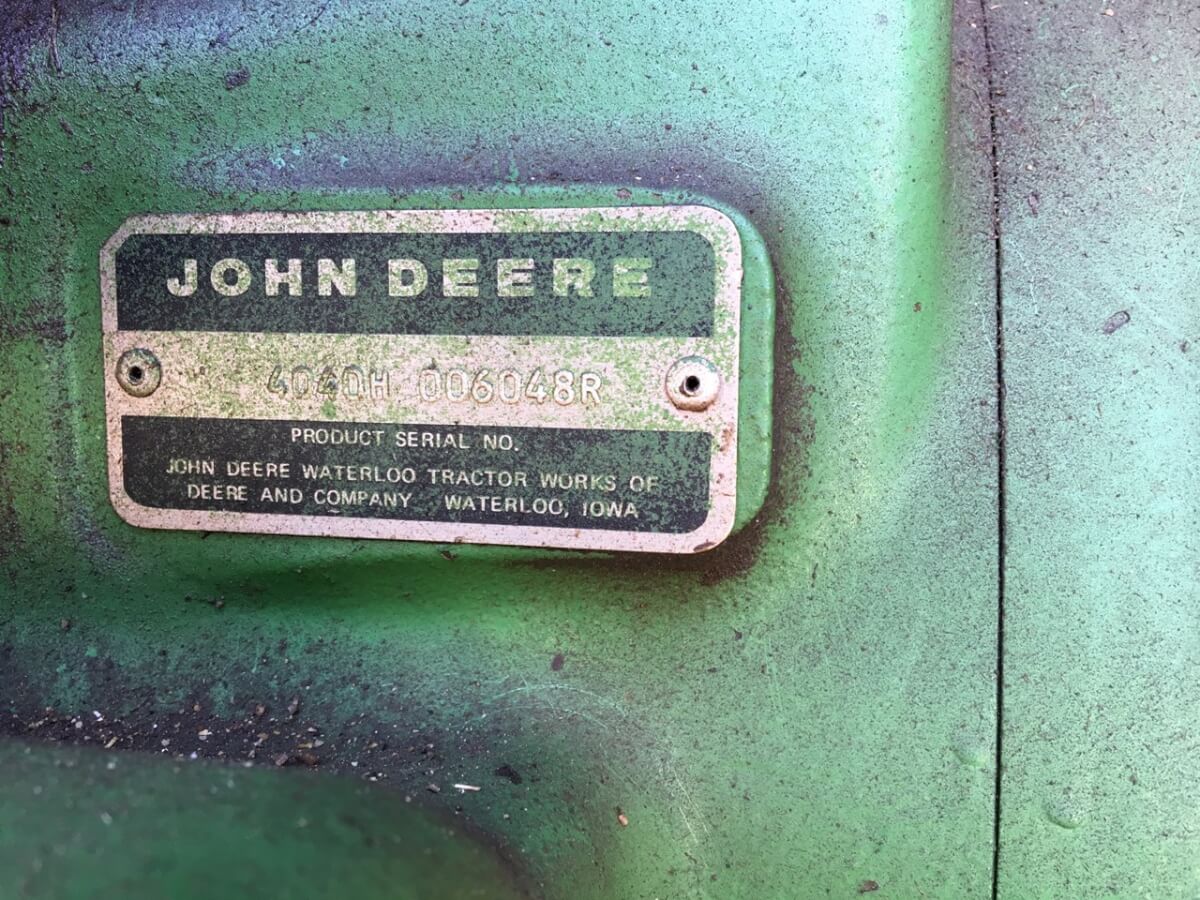 JOHN DEERE
4040H 006048R
PRODUCT SERIAL NO.
JOHN DEERE WATERLOO TRACTOR WORKS OF
DEERE AND COMPANY WATERLOO, IOWA